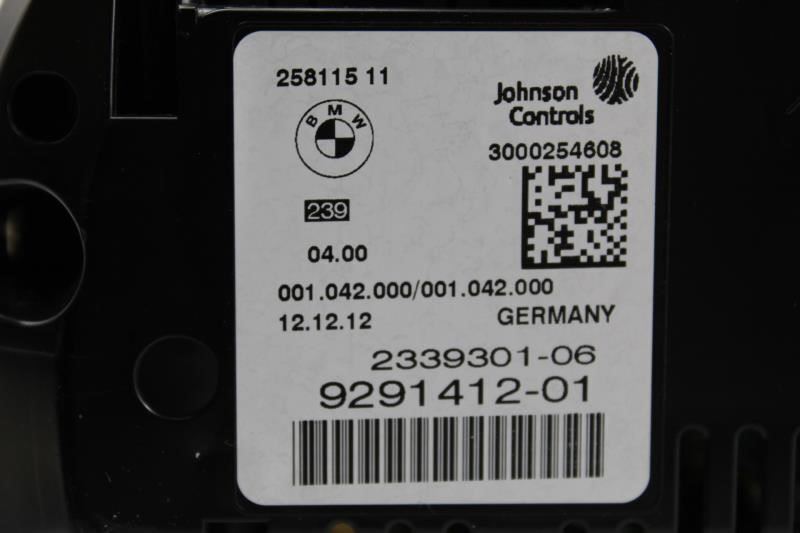 258115 11
BMW
239
04.00
Johnson
Controls
3000254608
001.042.000/001.042.000
12.12.12
GERMANY
2339301-06
9291412-01